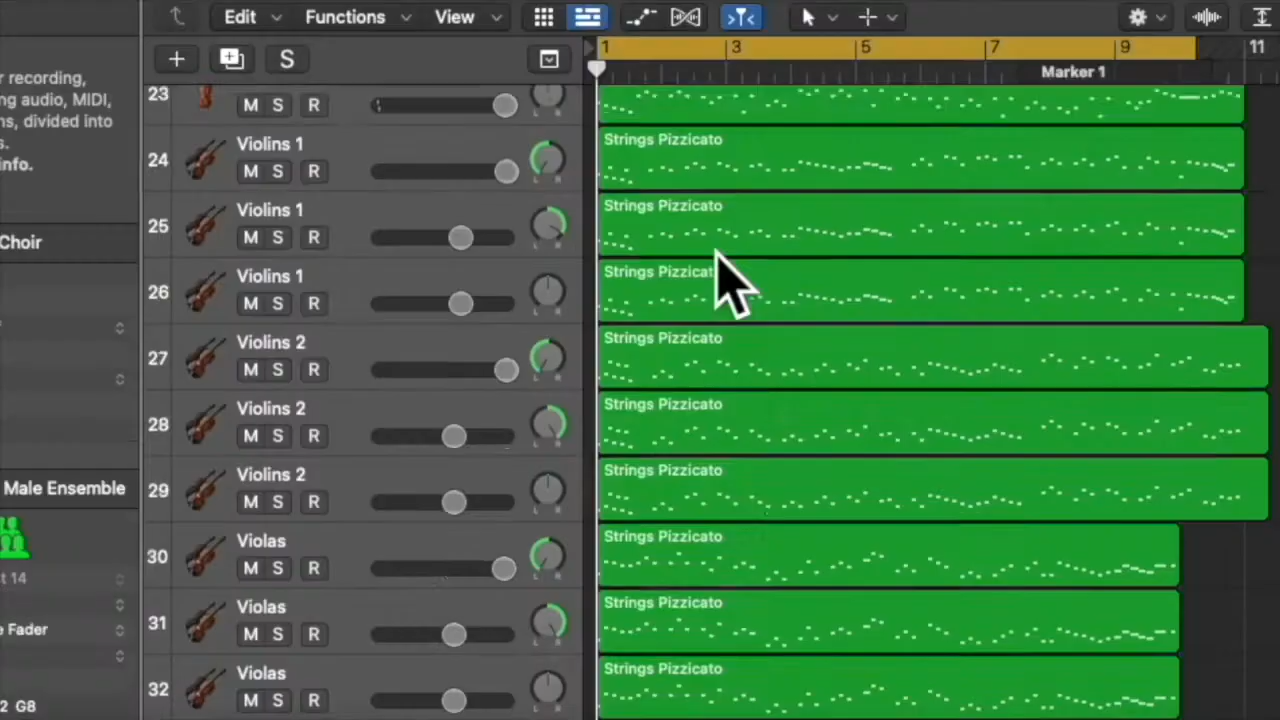 Edit Functions View
r recording,
ng audio, MIDI,
ns, divided into
s.
info.
Choir
Male Ensemble
t 14
e Fader
2 G8
S
1 3 5 7 9 11
Marker 1
23 M S R
24 Violins 1 M S R L R Strings Pizzicato
25 Violins 1 M S R L R Strings Pizzicato
26 Violins 1 M S R L R Strings Pizzicat
27 Violins 2 M S R L R Strings Pizzicato
28 Violins 2 M S R L R Strings Pizzicato
29 Violins 2 M S R L R Strings Pizzicato
30 Violas M S R L R Strings Pizzicato
31 Violas M S R L R Strings Pizzicato
32 Violas M S R L R Strings Pizzicato